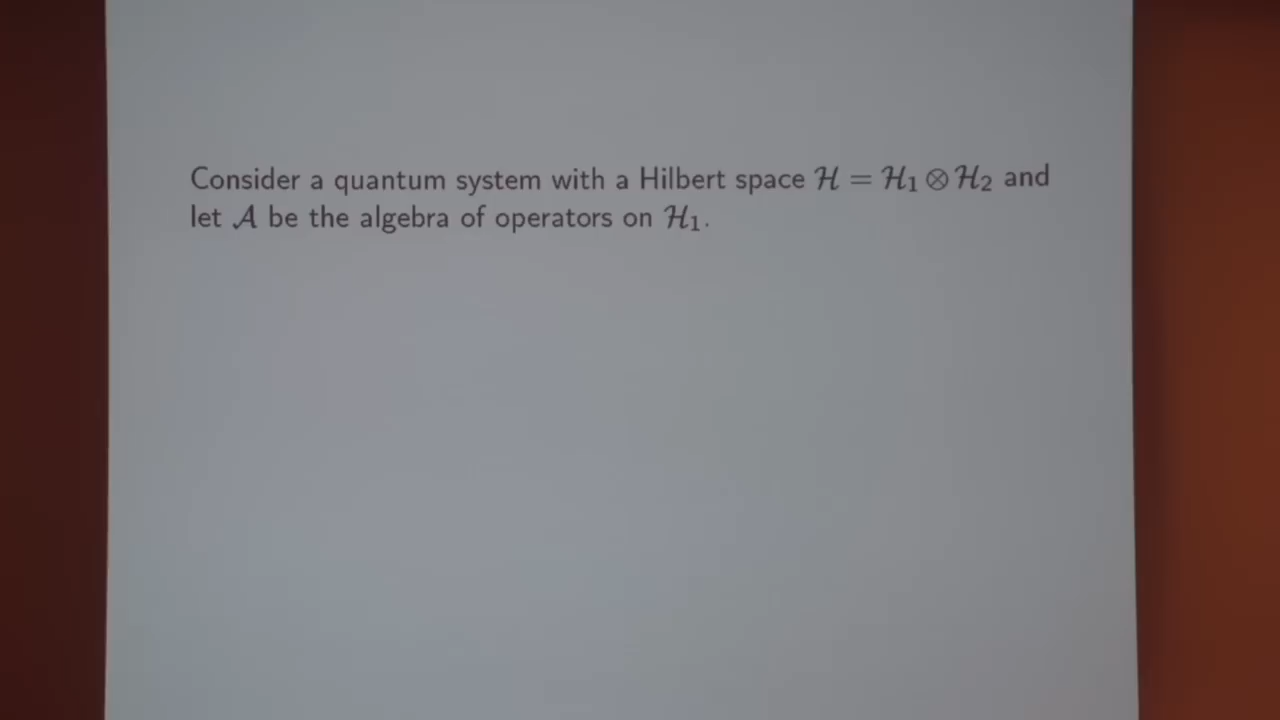 Consider a quantum system with a Hilbert space ℋ = ℋ₁ ⊗ ℋ₂ and
let 𝒜 be the algebra of operators on ℋ₁.